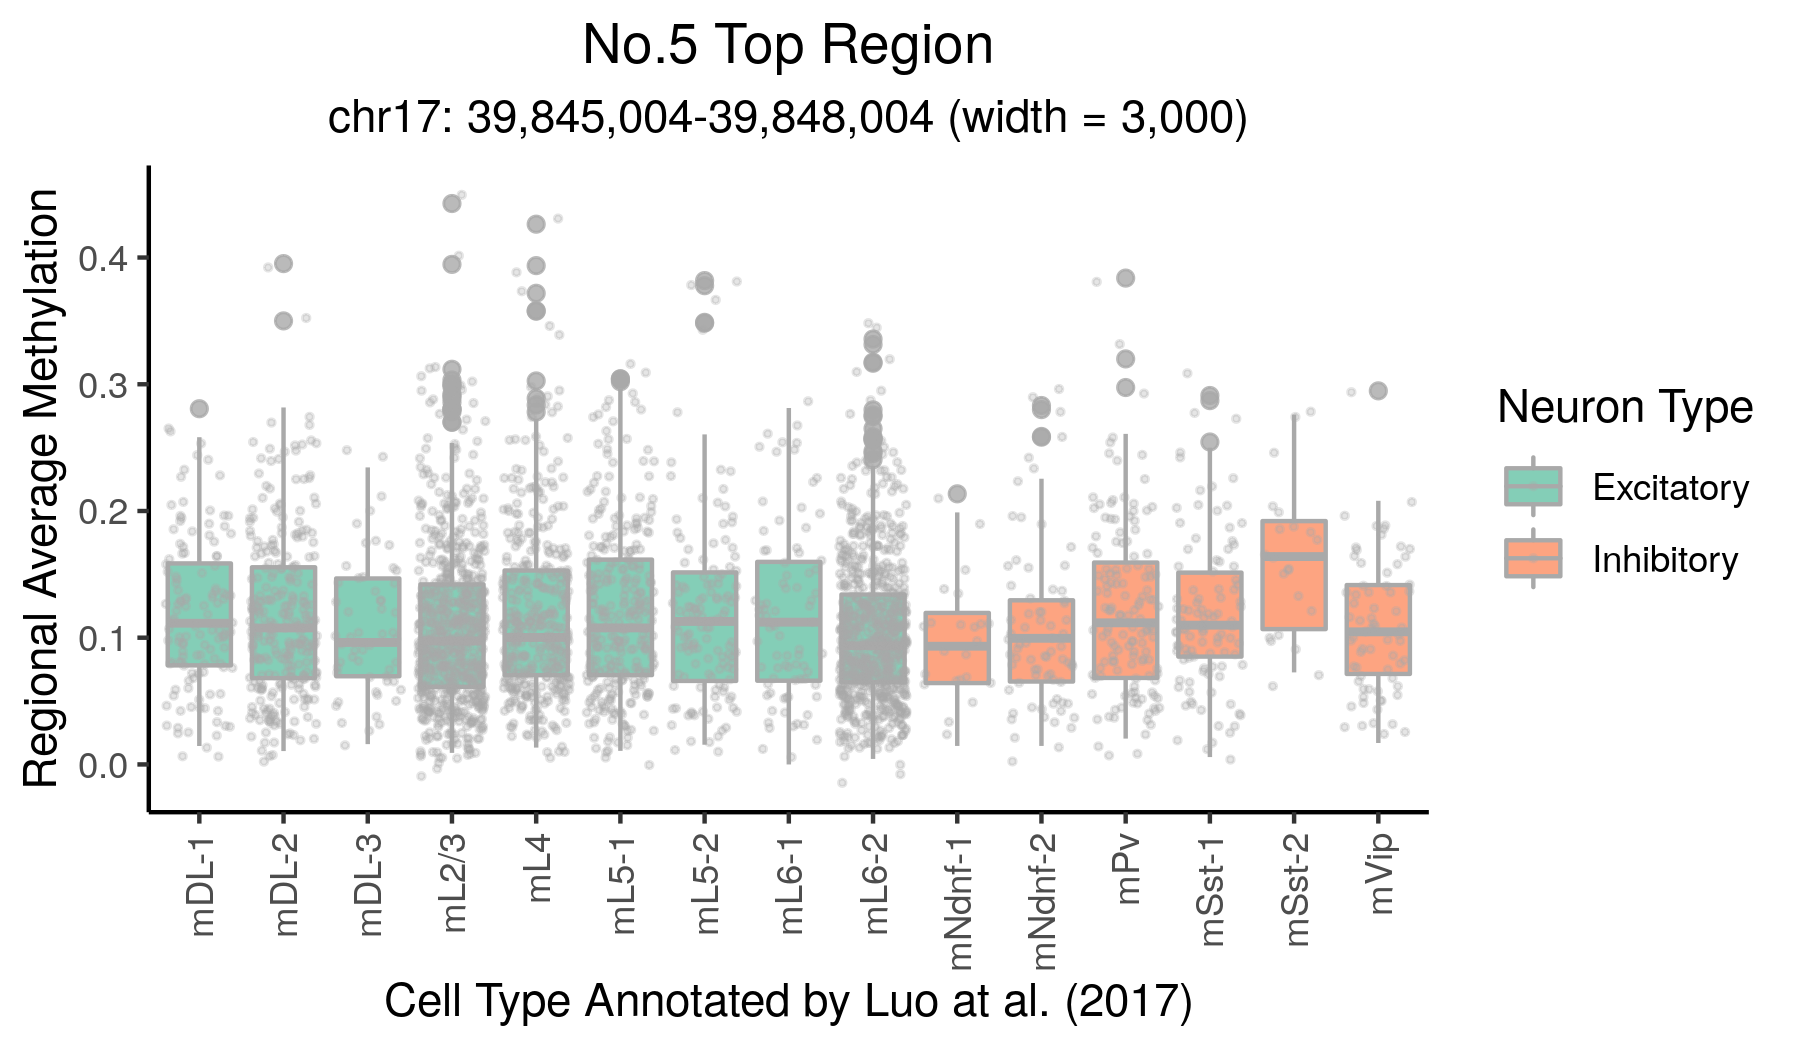 No.5 Top Region
chr17: 39,845,004-39,848,004 (width = 3,000)
Regional Average Methylation
0.4
0.3
0.2
0.1
0.0
mDL-1
mDL-2
mDL-3
mL2/3
mL4
mL5-1
mL5-2
mL6-1
mL6-2
mNdnf-1
mNdnf-2
mPv
mSst-1
mSst-2
mVip
Cell Type Annotated by Luo at al. (2017)
Neuron Type
Excitatory
Inhibitory